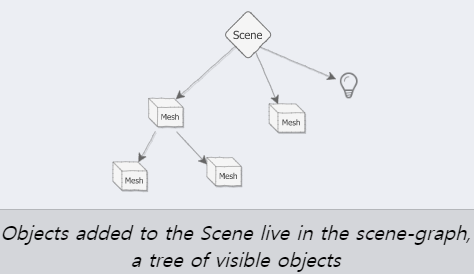 Scene
Mesh
Mesh
Mesh
Mesh
Objects added to the Scene live in the scene-graph,
a tree of visible objects